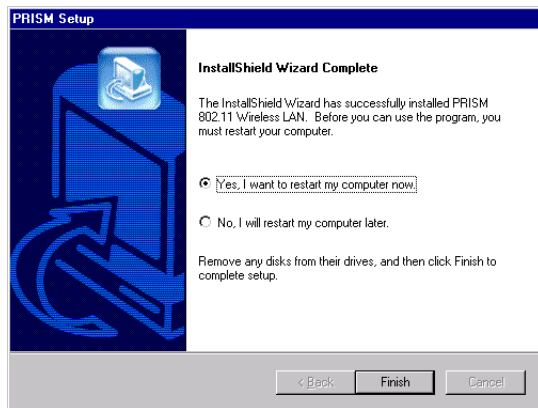 PRISM Setup
InstallShield Wizard Complete
The InstallShield Wizard has successfully installed PRISM
802.11 Wireless LAN. Before you can use the program, you
must restart your computer.
Yes, I want to restart my computer now.
No, I will restart my computer later.
Remove any disks from their drives, and then click Finish to
complete setup.
< Back Finish Cancel